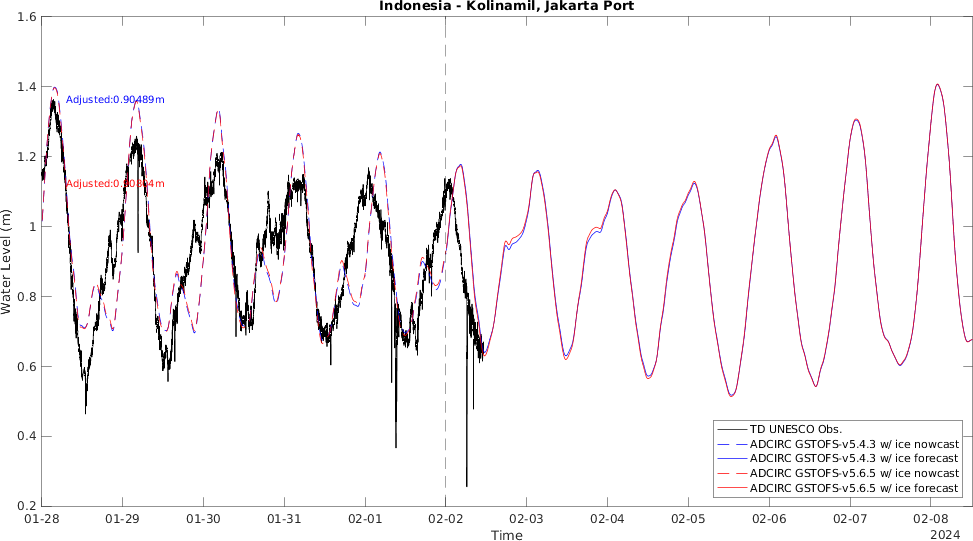 Indonesia - Kolinamil, Jakarta Port
Water Level (m)
1.6
1.4
1.2
1
0.8
0.6
0.4
0.2
Adjusted:0.90489m
TD UNESCO Obs.
ADCIRC GSTOFS-v5.4.3 w/ ice nowcast
ADCIRC GSTOFS-v5.4.3 w/ ice forecast
ADCIRC GSTOFS-v5.6.5 w/ ice nowcast
ADCIRC GSTOFS-v5.6.5 w/ ice forecast
01-28
01-29
01-30
01-31
02-01
02-02
02-03
02-04
02-05
02-06
02-07
02-08
Time
2024